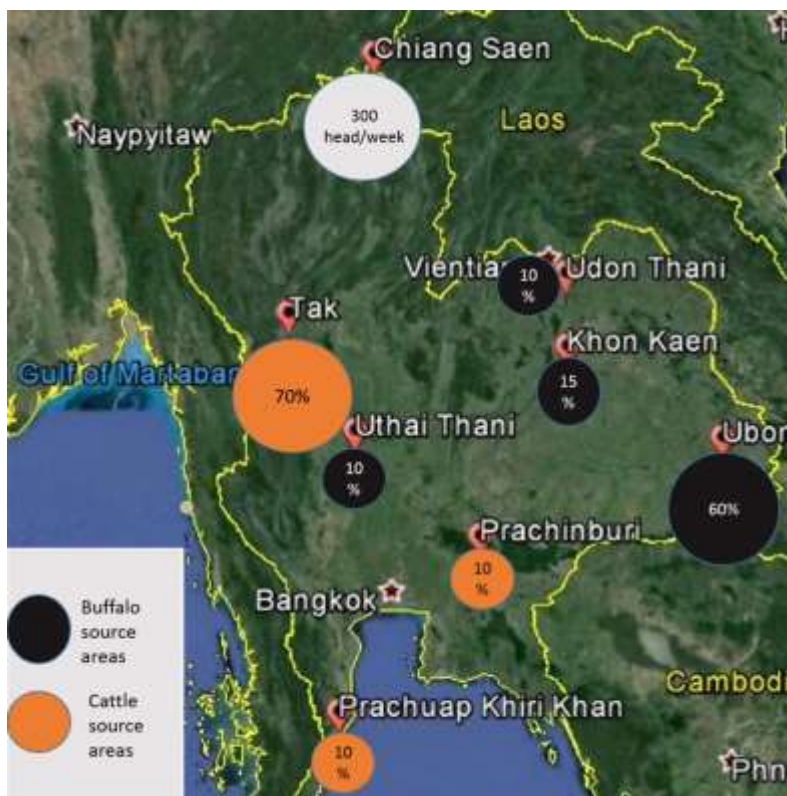 Chiang Saen
300
head/week
Naypyitaw
Laos
Vientia
10
%
Udon Thani
Tak
Khon Kaen
Gulf of Martaban
70%
15
%
Uthai Thani
Ubon
10
%
60%
Prachinburi
10
%
Bangkok
Buffalo
source
areas
Cambodi
Cattle
source
areas
Prachuap Khiri Khan
10
%
Phn